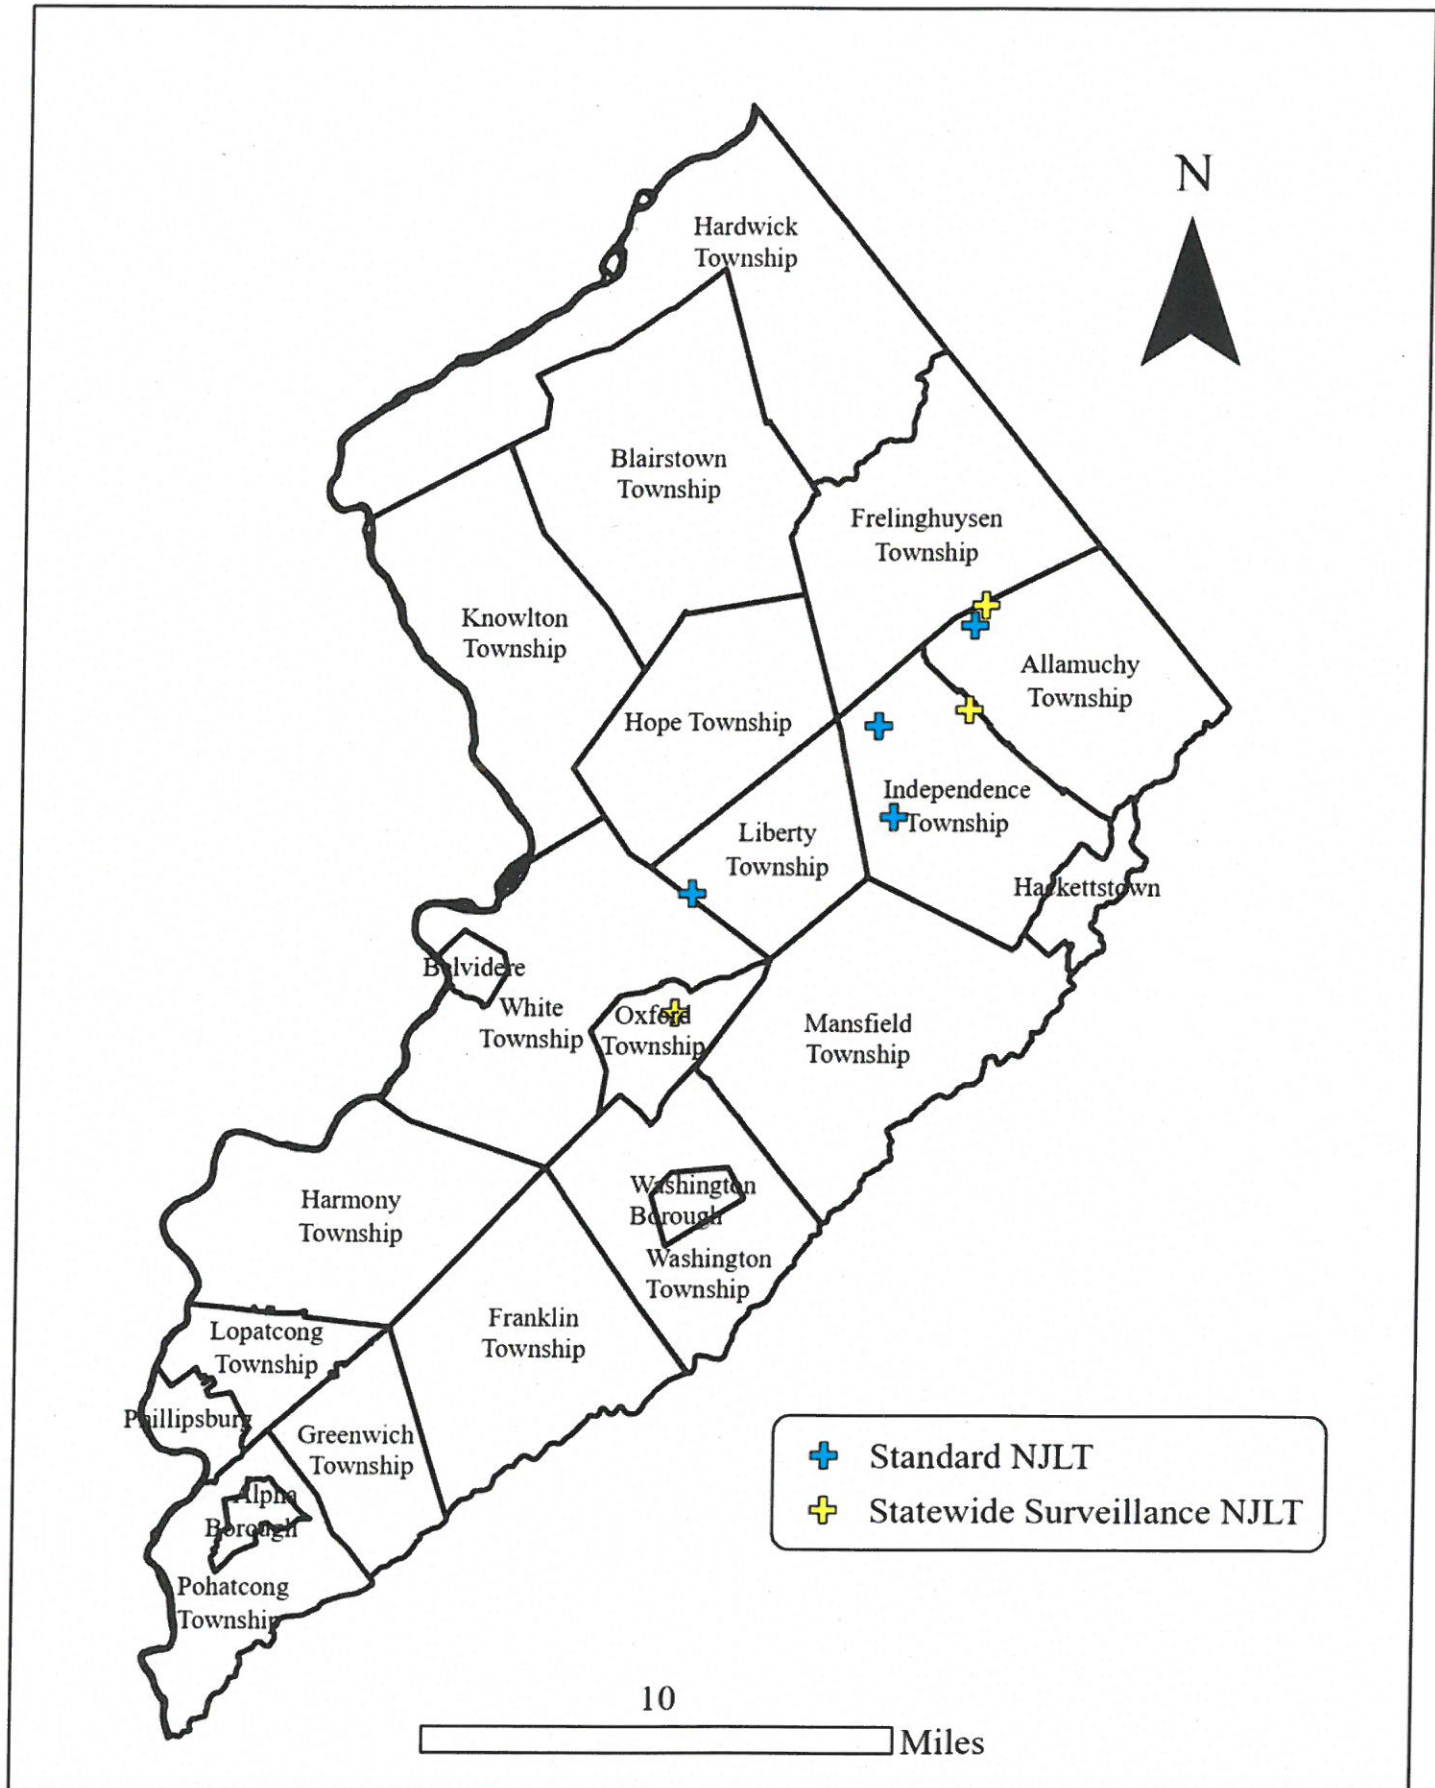 N
Hardwick
Township
Blairstown
Township
Frelinghuysen
Township
Knowlton
Township
Allamuchy
Township
Hope Township
Independence
Township
Liberty
Township
Hackettstown
Belvidere
White
Township
Oxford
Township
Mansfield
Township
Washington
Borough
Harmony
Township
Washington
Township
Franklin
Township
Lopatcong
Township
Phillipsburg
Greenwich
Township
Alpha
Borough
Pohatcong
Township
Standard NJLT
Statewide Surveillance NJLT
10
Miles